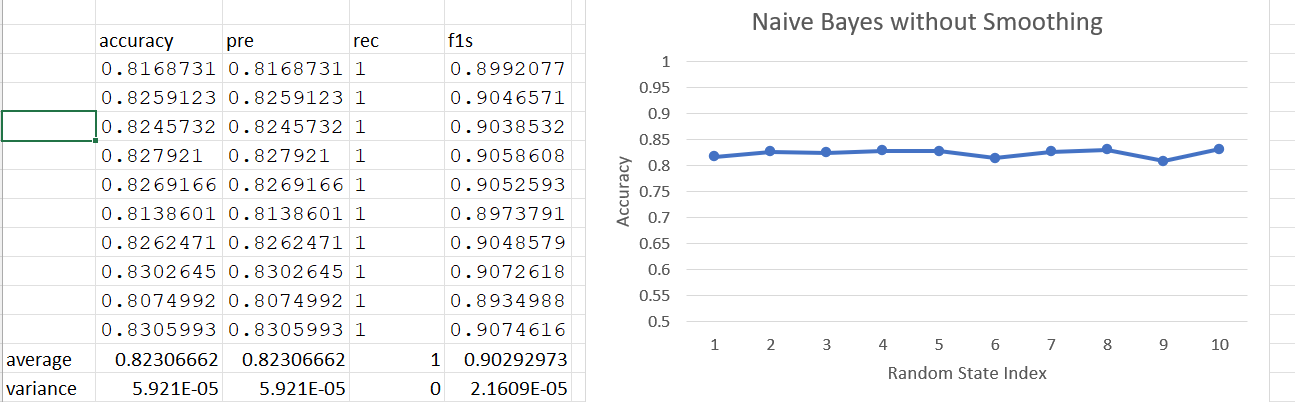 accuracy pre rec f1s
0.8168731 0.8168731 1 0.8992077
0.8259123 0.8259123 1 0.9046571
0.8245732 0.8245732 1 0.9038532
0.827921 0.827921 1 0.9058608
0.8269166 0.8269166 1 0.9052593
0.8138601 0.8138601 1 0.8973791
0.8262471 0.8262471 1 0.9048579
0.8302645 0.8302645 1 0.9072618
0.8074992 0.8074992 1 0.8934988
0.8305993 0.8305993 1 0.9074616
average 0.82306662 0.82306662 1 0.90292973
variance 5.921E-05 5.921E-05 0 2.1609E-05
Naive Bayes without Smoothing
Accuracy
1
0.95
0.9
0.85
0.8
0.75
0.7
0.65
0.6
0.55
0.5
1 2 3 4 5 6 7 8 9 10
Random State Index